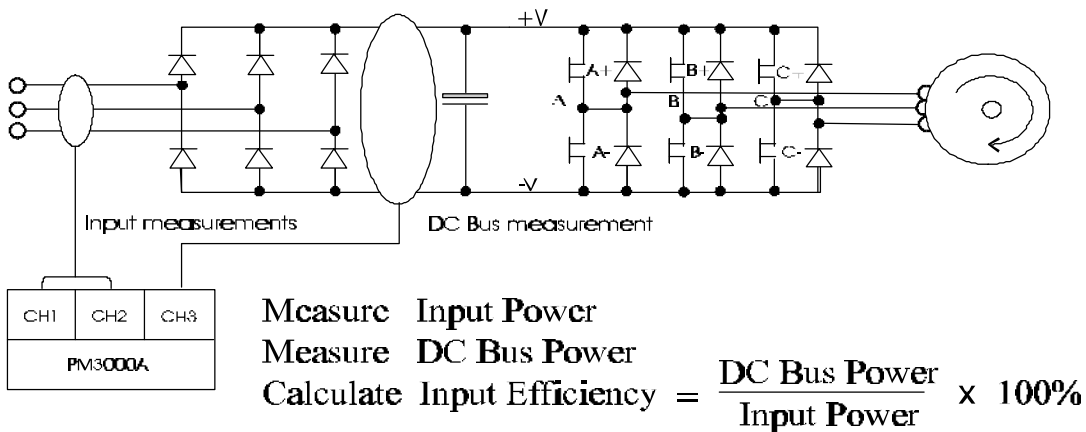 +V
A+ B+ C+
A B C
A- B- C-
-V
Input measurements
DC Bus measurement
CH1 CH2 CH3
PM3000A
Measure Input Power
Measure DC Bus Power
Calculate Input Efficiency = DC Bus Power / Input Power x 100%